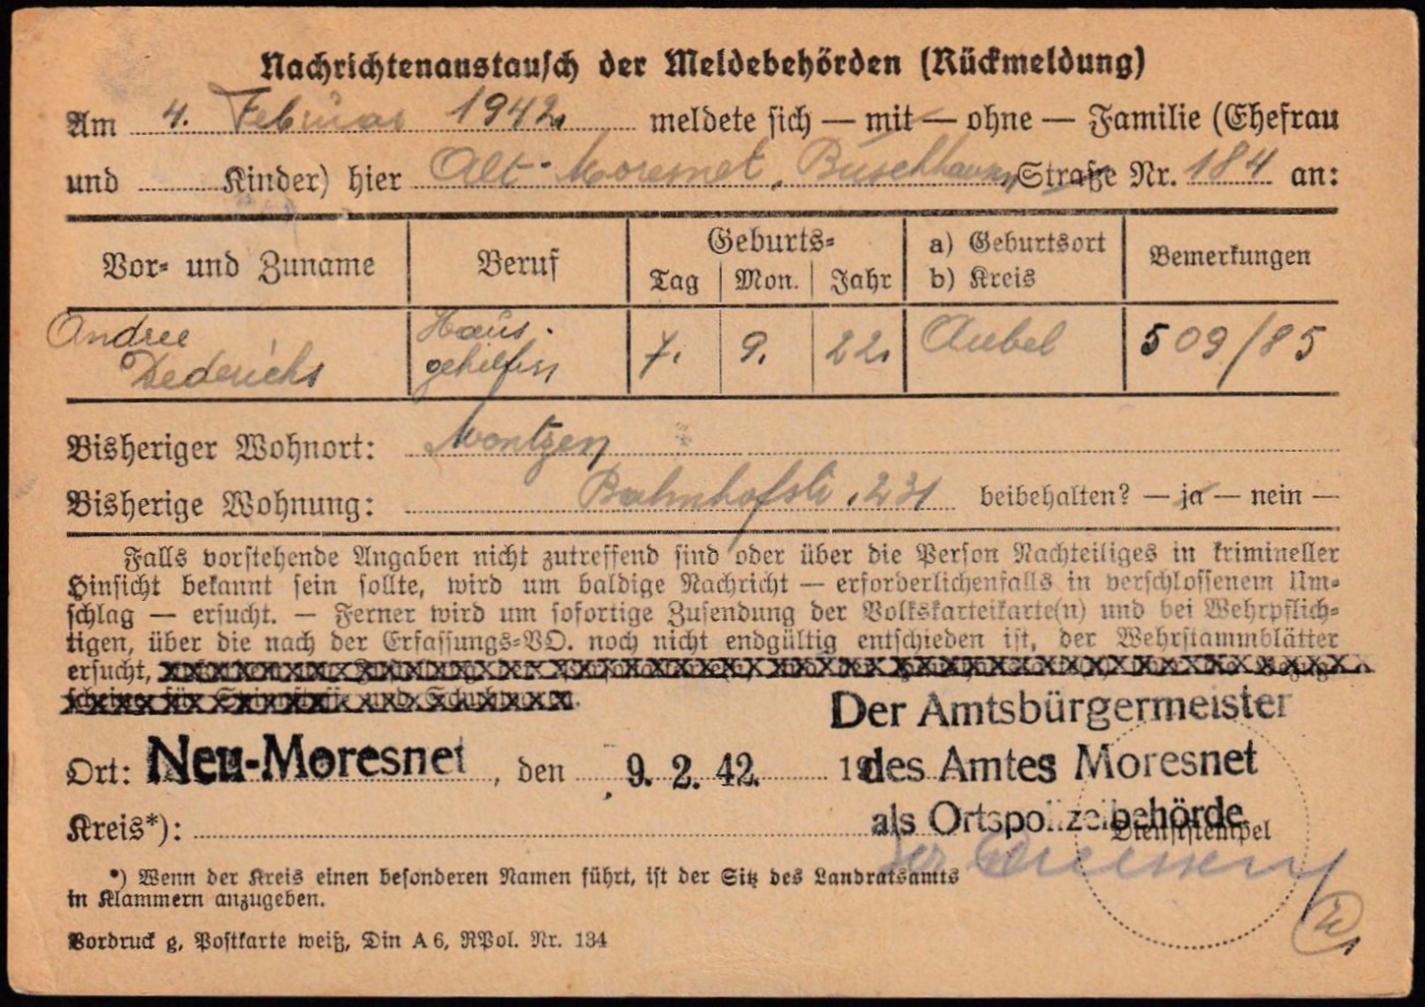 Nachrichtenaustausch der Meldebehörden (Rückmeldung)
Am 4. Februar 1942. meldete sich — mit — ohne — Familie (Ehefrau
und Kinder) hier Alt-Moresnet, Buschhausen Straße Nr. 184 an:
Vor- und Zuname Beruf Geburts- Tag Mon. Jahr a) Geburtsort b) Kreis Bemerkungen
Andree Dederichs Haus-gehilfin 7. 9. 22. Aubel 509/85
Bisheriger Wohnort: Montzen
Bisherige Wohnung: Bahnhofstr. 231 beibehalten? — ja — nein —
Falls vorstehende Angaben nicht zutreffend sind oder über die Person Nachteiliges in krimineller
Hinsicht bekannt sein sollte, wird um baldige Nachricht — erforderlichenfalls in verschlossenem Um-
schlag — ersucht. — Ferner wird um sofortige Zusendung der Volkskarteikarte(n) und bei Wehrpflich-
tigen, über die nach der Erfassungs-VO. noch nicht endgültig entschieden ist, der Wehrstammblätter
ersucht,
Der Amtsbürgermeister
Ort: Neu-Moresnet, den 9. 2. 42. 19 des Amtes Moresnet
Kreis*): als Ortspolizeibehörde
Dienststempel
*) Wenn der Kreis einen besonderen Namen führt, ist der Sitz des Landratsamts
in Klammern anzugeben.
Vordruck g, Postkarte weiß, Din A 6, RPol. Nr. 134